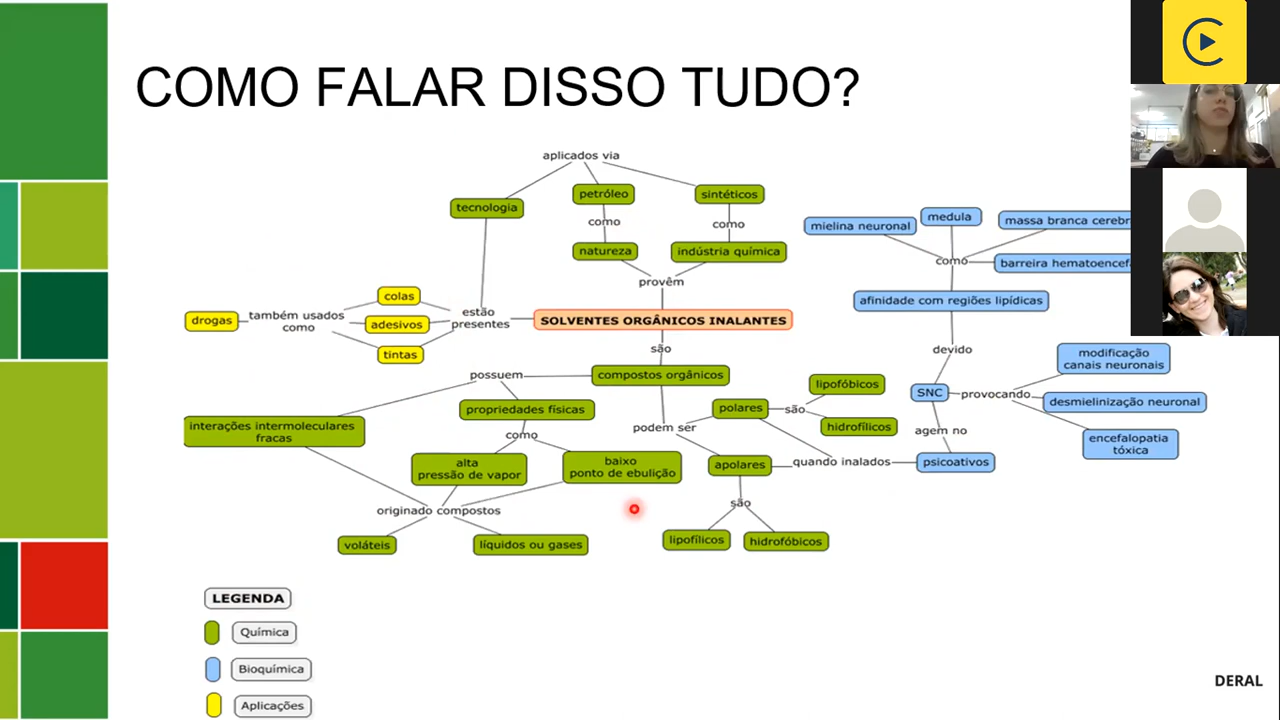 COMO FALAR DISSO TUDO?
aplicados via
tecnologia
petróleo
sintéticos
como
como
natureza
indústria química
provêm
mielina neuronal
medula
massa branca
como
barreira
afinidade com regiões lipídicas
drogas
também usados
como
colas
adesivos
tintas
estão
presentes
SOLVENTES ORGÂNICOS INALANTES
são
devido
possuem
compostos orgânicos
modificação
canais neuronais
lipofóbicos
SNC
provocando
desmielinização neuronal
propriedades físicas
polares
são
hidrofílicos
interações intermoleculares
fracas
como
podem ser
agem no
encefalopatia
tóxica
alta
pressão de vapor
baixo
ponto de ebulição
apolares
quando inalados
psicoativos
originado compostos
são
voláteis
líquidos ou gases
lipofílicos
hidrofóbicos
LEGENDA
Química
Bioquímica
Aplicações
DERAL